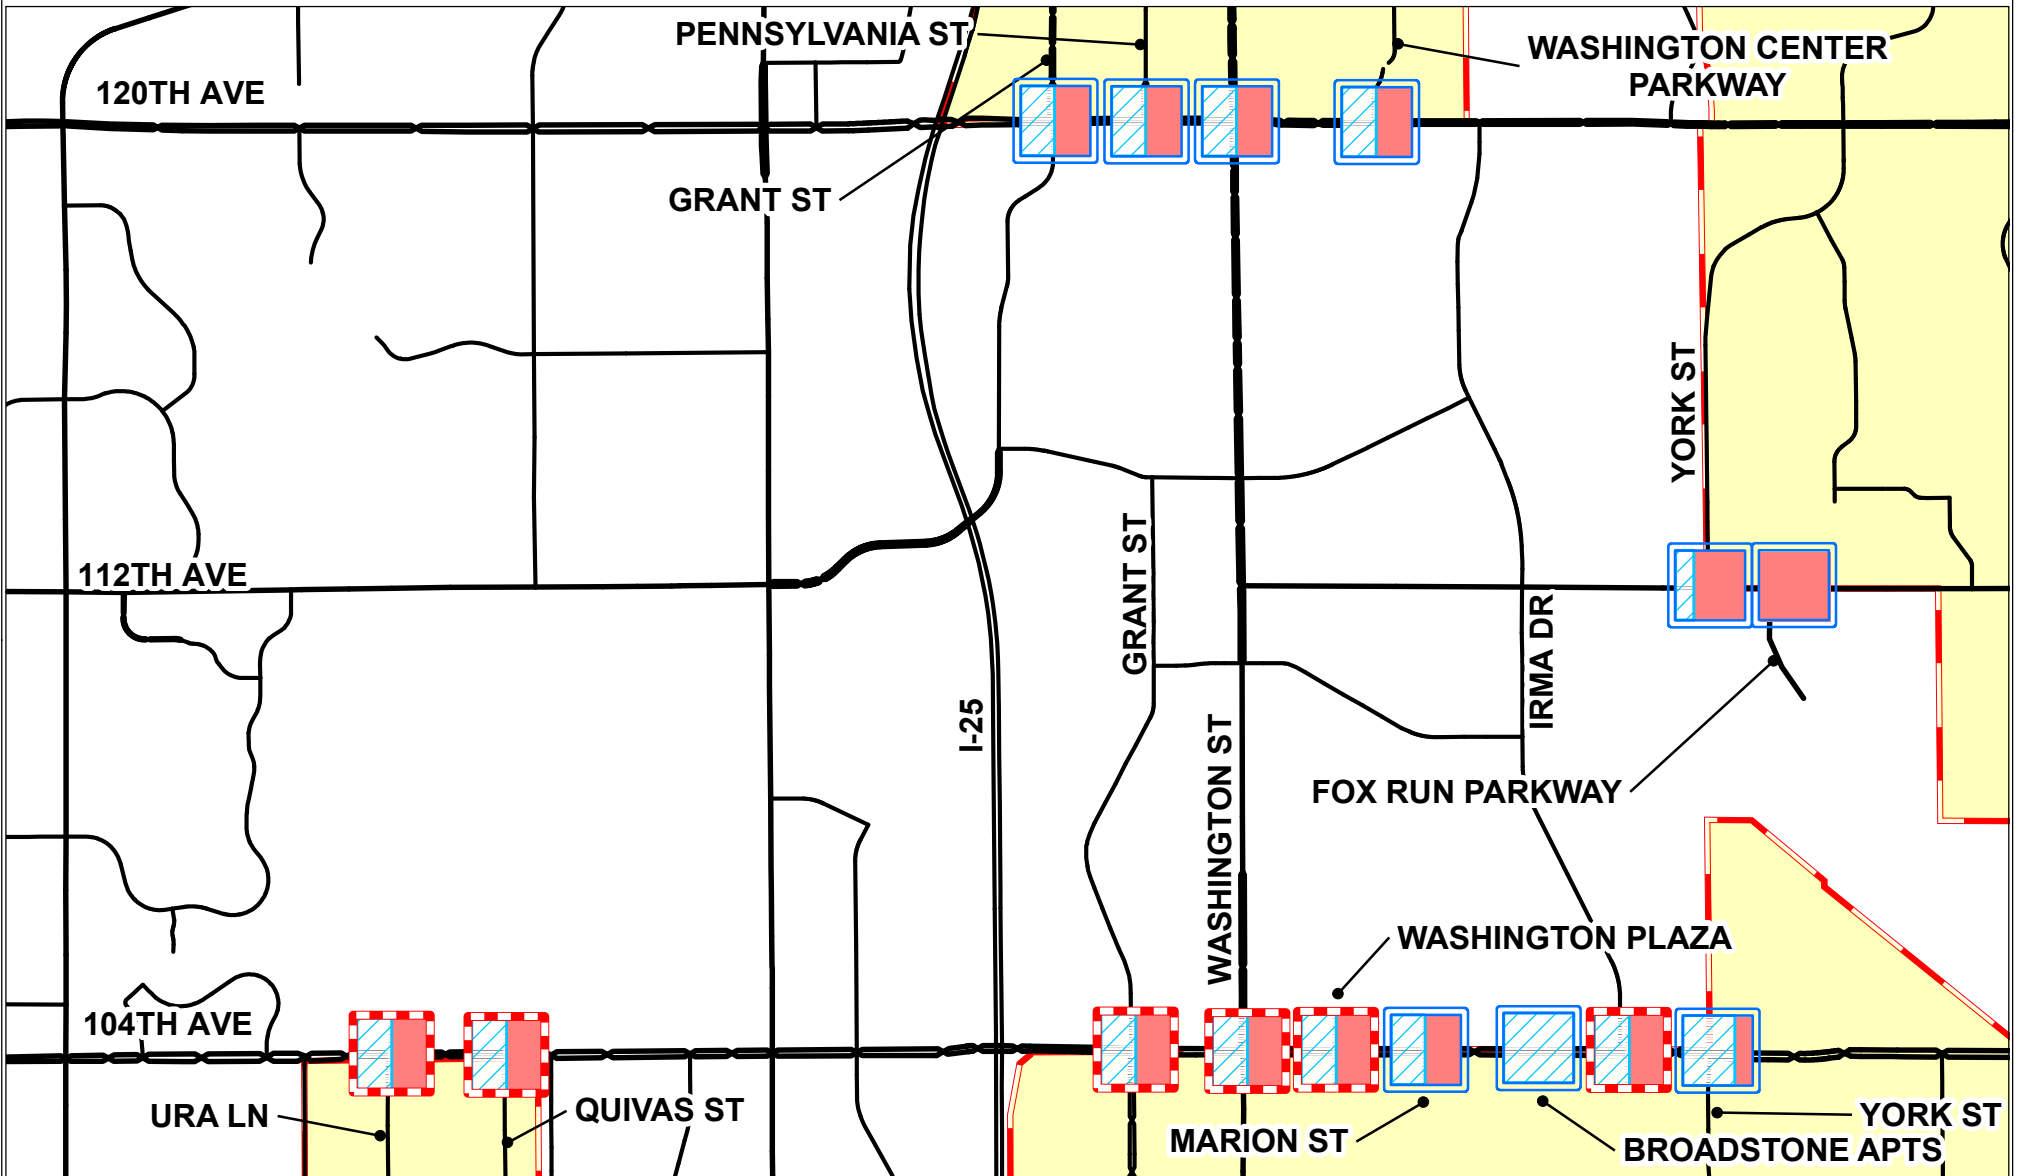 PENNSYLVANIA ST
WASHINGTON CENTER
PARKWAY
120TH AVE
GRANT ST
YORK ST
112TH AVE
GRANT ST
IRMA DR
I-25
WASHINGTON ST
FOX RUN PARKWAY
WASHINGTON PLAZA
104TH AVE
URA LN
QUIVAS ST
MARION ST
BROADSTONE APTS
YORK ST